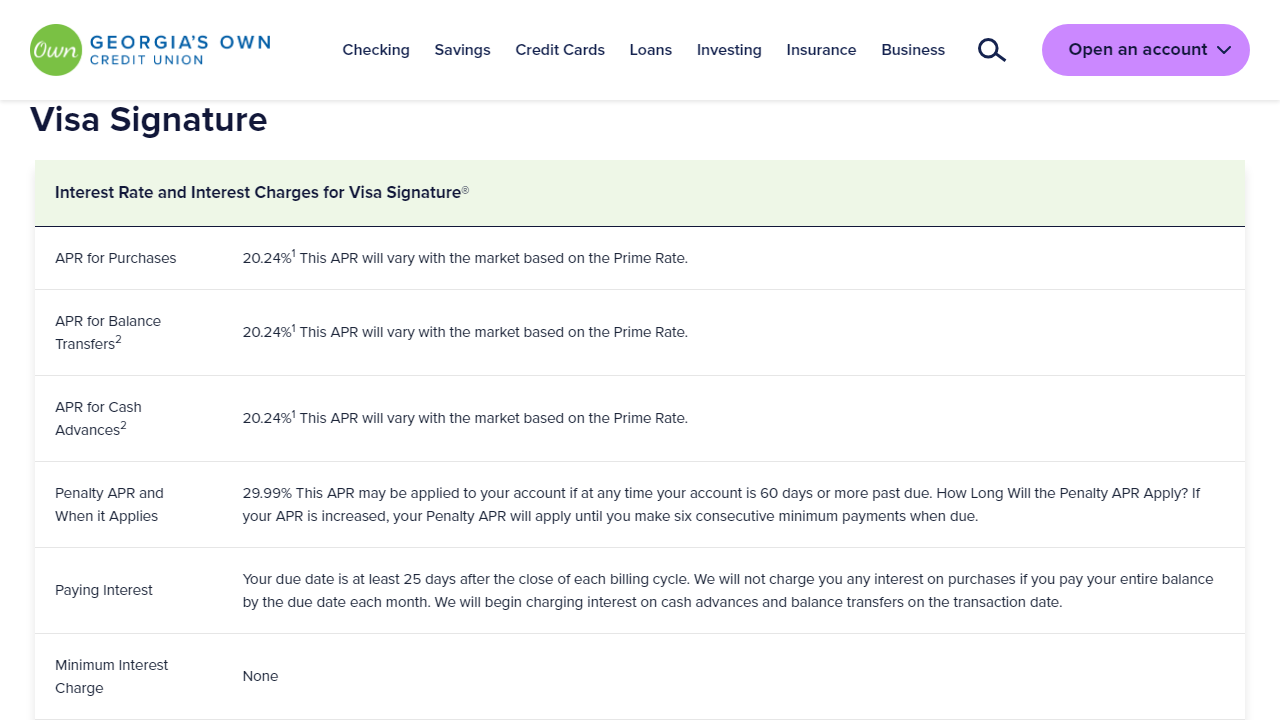 Own GEORGIA'S OWN
CREDIT UNION
Checking Savings Credit Cards Loans Investing Insurance Business Open an account
Visa Signature
Interest Rate and Interest Charges for Visa Signature®
APR for Purchases 20.24%1 This APR will vary with the market based on the Prime Rate.
APR for Balance
Transfers2
20.24%1 This APR will vary with the market based on the Prime Rate.
APR for Cash
Advances2
20.24%1 This APR will vary with the market based on the Prime Rate.
Penalty APR and
When it Applies
29.99% This APR may be applied to your account if at any time your account is 60 days or more past due. How Long Will the Penalty APR Apply? If
your APR is increased, your Penalty APR will apply until you make six consecutive minimum payments when due.
Paying Interest
Your due date is at least 25 days after the close of each billing cycle. We will not charge you any interest on purchases if you pay your entire balance
by the due date each month. We will begin charging interest on cash advances and balance transfers on the transaction date.
Minimum Interest
Charge
None